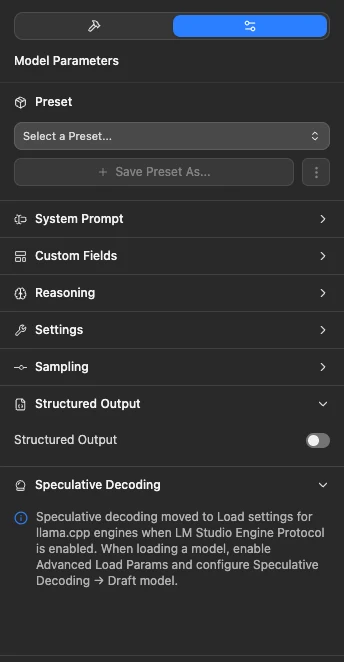 Model Parameters
Preset
Select a Preset...
+ Save Preset As...
System Prompt
Custom Fields
Reasoning
Settings
Sampling
Structured Output
Structured Output
Speculative Decoding
Speculative decoding moved to Load settings for
llama.cpp engines when LM Studio Engine Protocol
is enabled. When loading a model, enable
Advanced Load Params and configure Speculative
Decoding → Draft model.